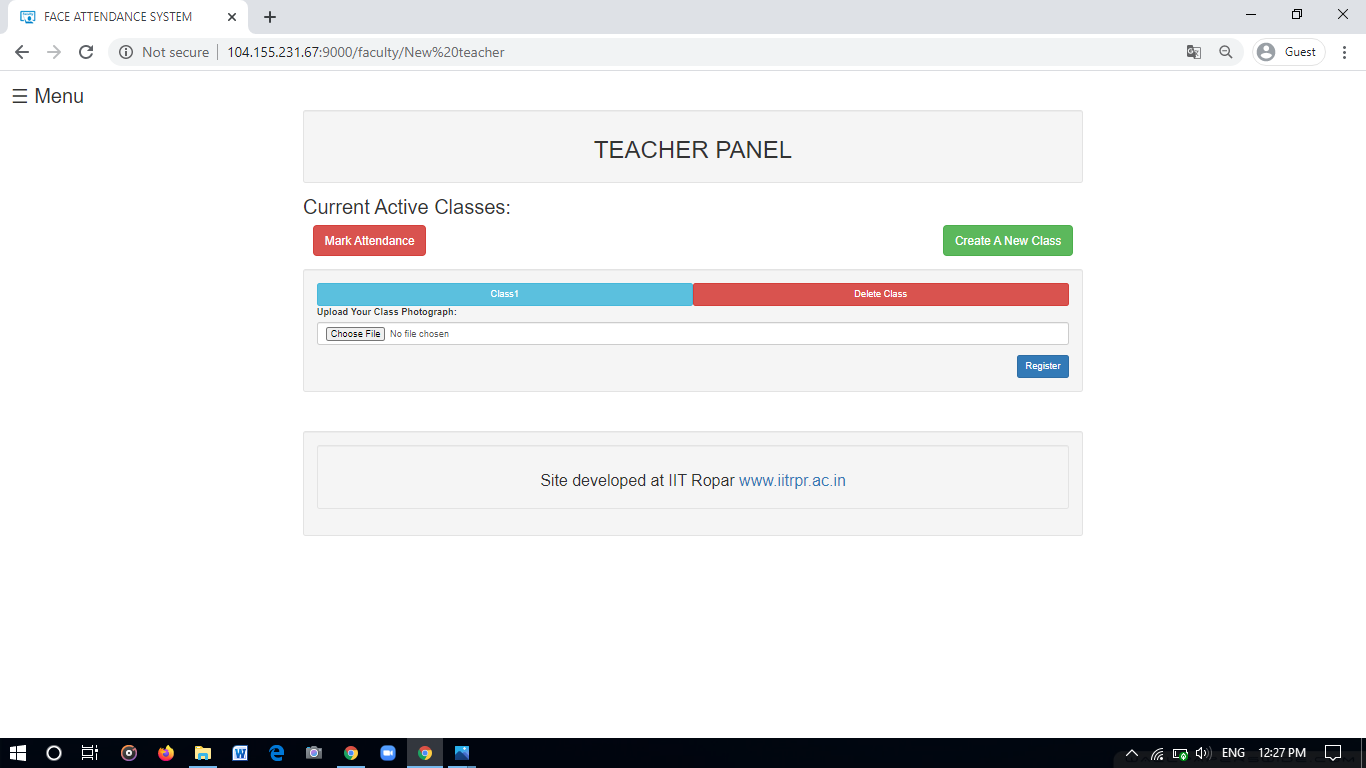 FACE ATTENDANCE SYSTEM
Not secure 104.155.231.67:9000/faculty/New%20teacher Guest
☰ Menu
TEACHER PANEL
Current Active Classes:
Mark Attendance Create A New Class
Class1 Delete Class
Upload Your Class Photograph:
Choose File No file chosen
Register
Site developed at IIT Ropar www.iitrpr.ac.in
ENG 12:27 PM